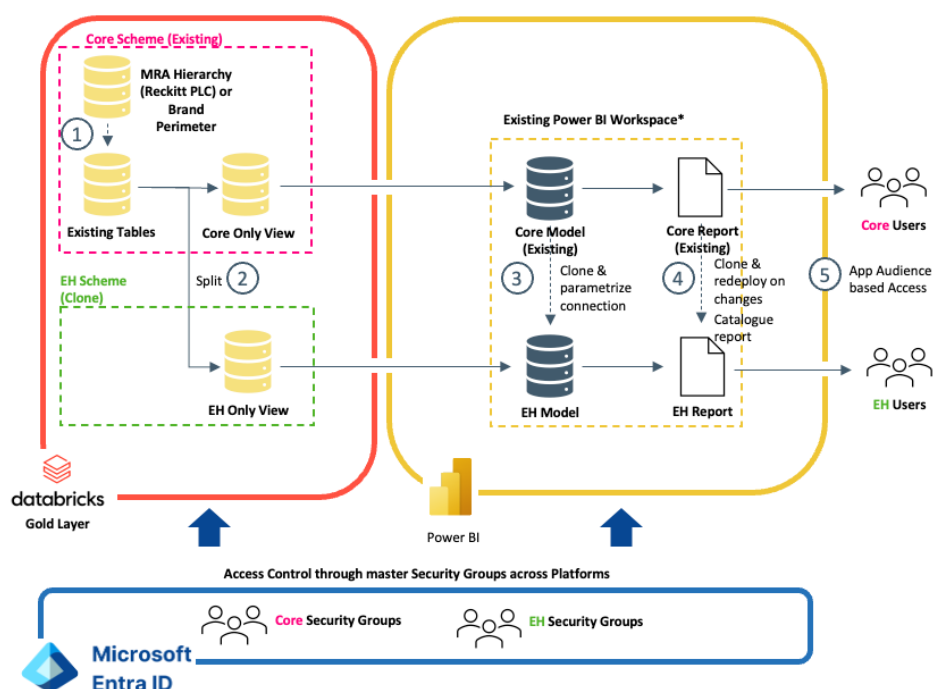 Core Scheme (Existing)
MRA Hierarchy
(Reckitt PLC) or
Brand
Perimeter
1
Existing Tables
Core Only View
EH Scheme
(Clone)
Split
2
EH Only View
databricks
Gold Layer
Existing Power BI Workspace*
Core Model
(Existing)
Core Report
(Existing)
3
Clone &
parametrize
connection
4
Clone &
redeploy on
changes
Catalogue
report
EH Model
EH Report
Power BI
Core Users
5
App Audience
based Access
EH Users
Access Control through master Security Groups across Platforms
Core Security Groups
EH Security Groups
Microsoft
Entra ID